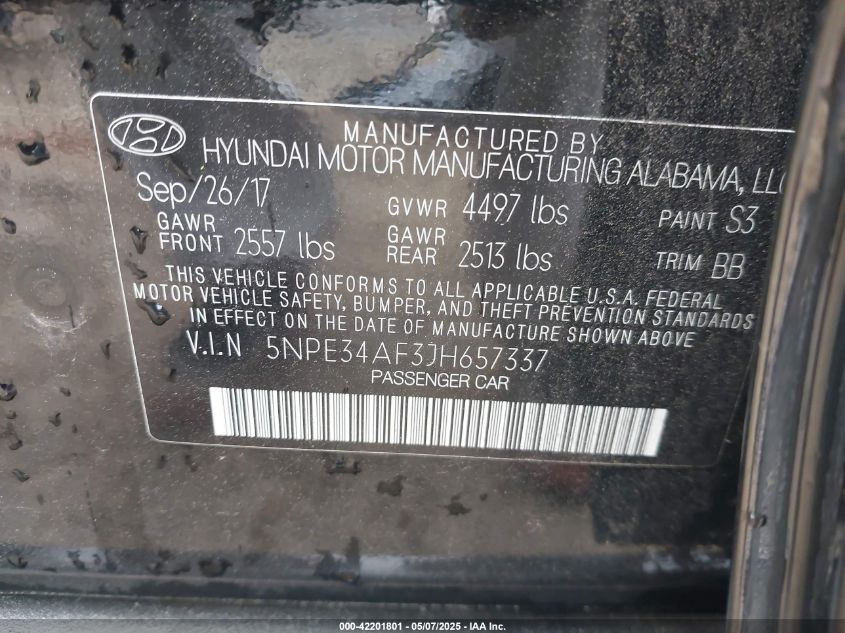 MANUFACTURED BY
HYUNDAI MOTOR MANUFACTURING ALABAMA, LLC
Sep/26/17 GVWR 4497 lbs PAINT S3
GAWR FRONT 2557 lbs GAWR REAR 2513 lbs TRIM BB
THIS VEHICLE CONFORMS TO ALL APPLICABLE U.S.A. FEDERAL
MOTOR VEHICLE SAFETY, BUMPER, AND THEFT PREVENTION STANDARDS
IN EFFECT ON THE DATE OF MANUFACTURE SHOWN ABOVE
V.I.N 5NPE34AF3JH657337
PASSENGER CAR
000-42201801 - 05/07/2025 - IAA Inc.